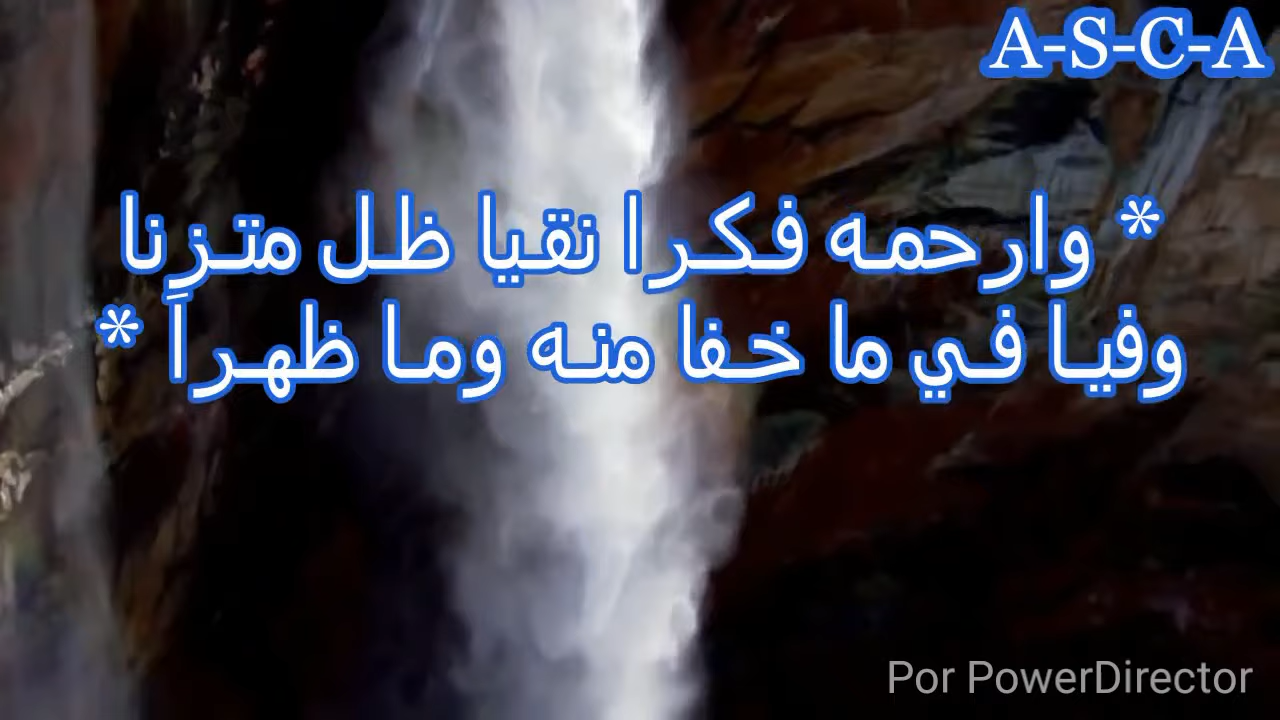 A-S-C-A
* وارحمه فكرا نقيا ظل متزنا
وفيا في ما خفا منه وما ظهراً *
Por PowerDirector